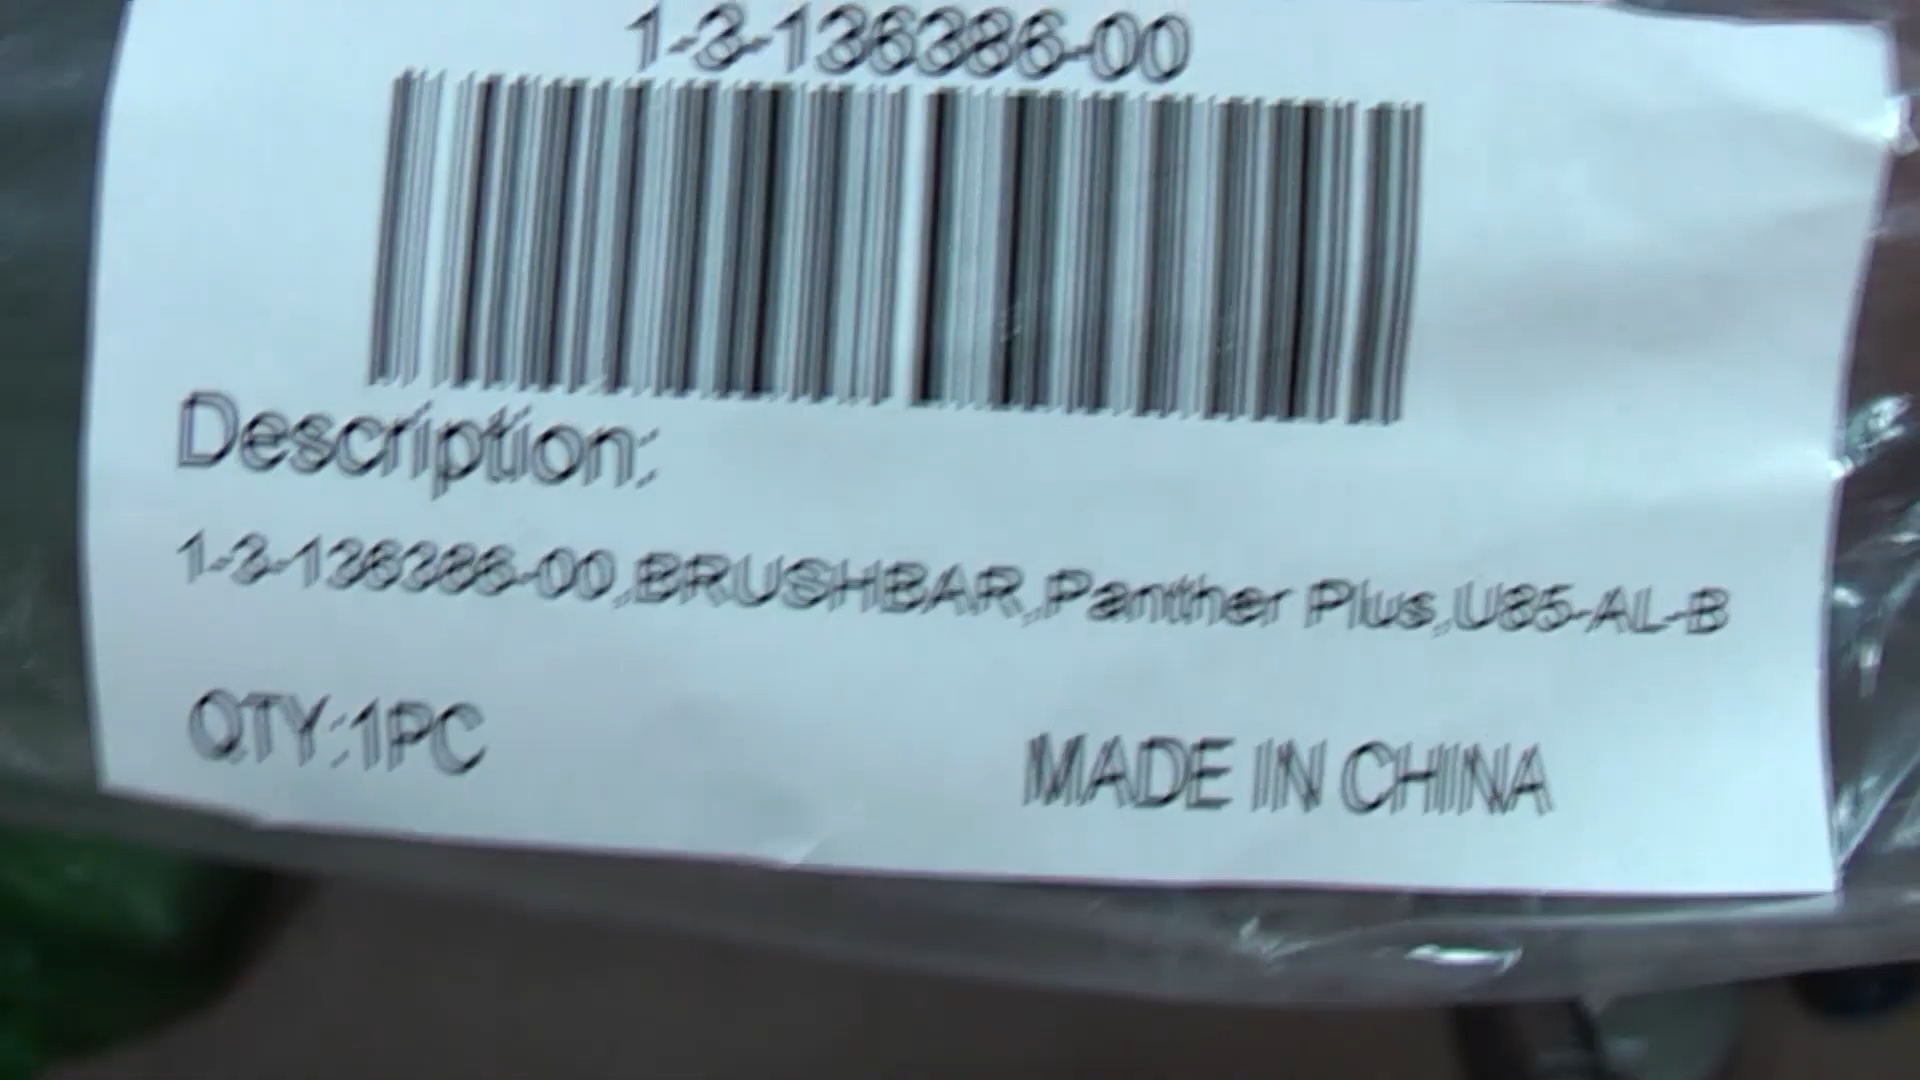 1-3-136386-00
Description:
1-3-136386-00,BRUSHBAR,Panther Plus,U85-AL-B
QTY:1PC
MADE IN CHINA